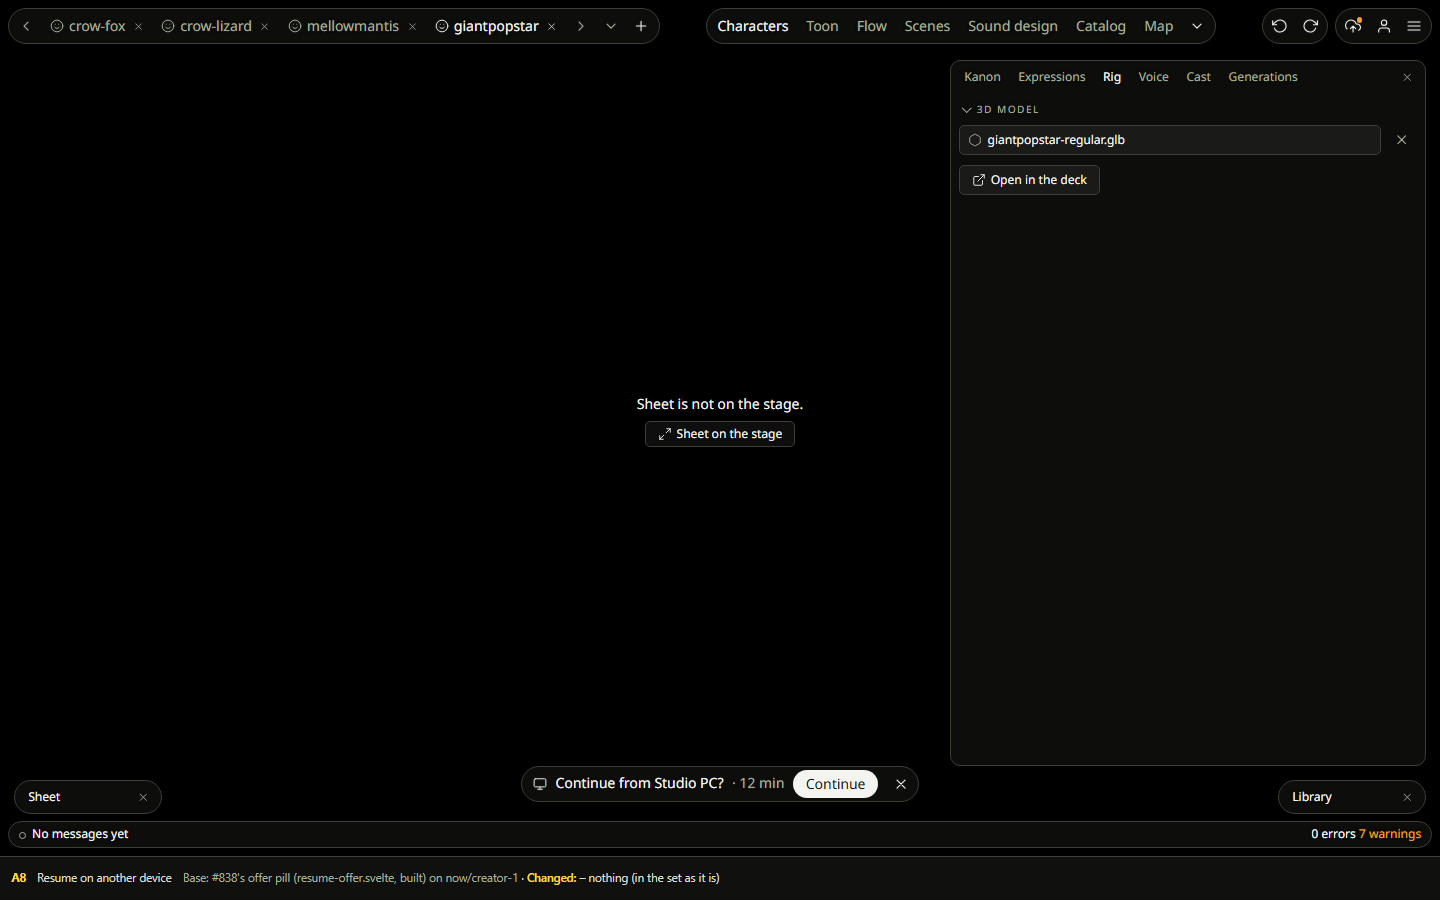 crow-fox crow-lizard mellowmantis giantpopstar
Characters Toon Flow Scenes Sound design Catalog Map
Kanon Expressions Rig Voice Cast Generations
3D MODEL
giantpopstar-regular.glb
Open in the deck
Sheet is not on the stage.
Sheet on the stage
Continue from Studio PC? · 12 min Continue
Sheet
Library
No messages yet
0 errors 7 warnings
A8 Resume on another device Base: #838's offer pill (resume-offer.svelte, built) on now/creator-1 · Changed: – nothing (in the set as it is)